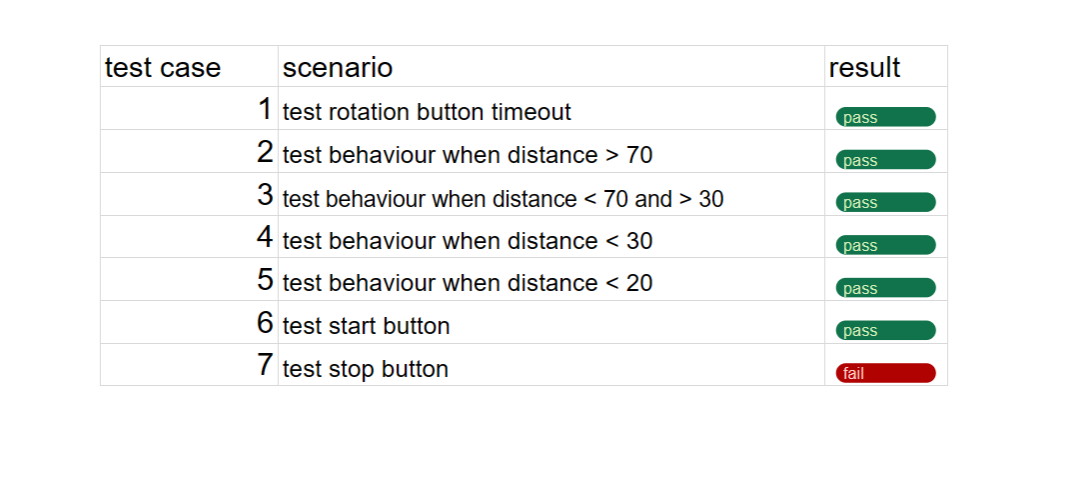 test case scenario result
1 test rotation button timeout pass
2 test behaviour when distance > 70 pass
3 test behaviour when distance < 70 and > 30 pass
4 test behaviour when distance < 30 pass
5 test behaviour when distance < 20 pass
6 test start button pass
7 test stop button fail